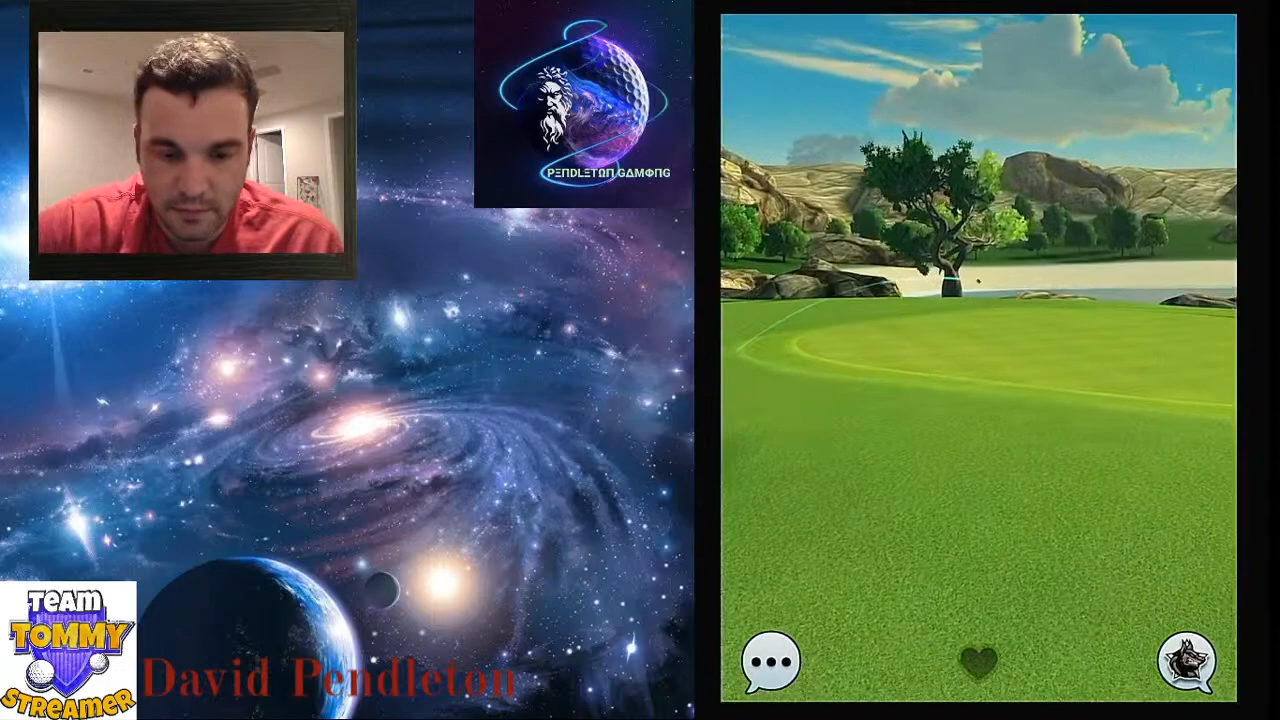 PENDLETON GAMING
TEAM
TOMMY
STREAMER
David Pendleton